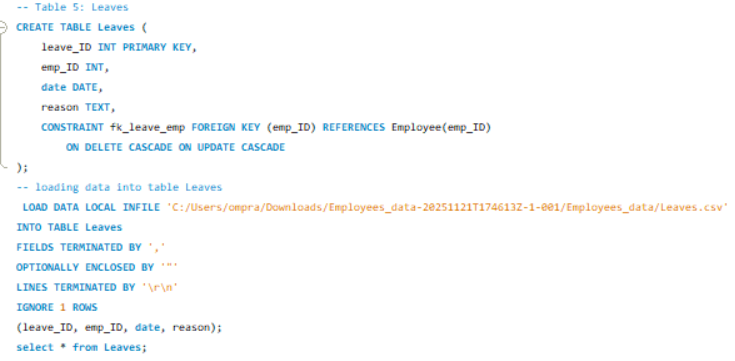 -- Table 5: Leaves
CREATE TABLE Leaves (
    leave_ID INT PRIMARY KEY,
    emp_ID INT,
    date DATE,
    reason TEXT,
    CONSTRAINT fk_leave_emp FOREIGN KEY (emp_ID) REFERENCES Employee(emp_ID)
        ON DELETE CASCADE ON UPDATE CASCADE
);
-- loading data into table Leaves
 LOAD DATA LOCAL INFILE 'C:/Users/ompra/Downloads/Employees_data-20251121T174613Z-1-001/Employees_data/Leaves.csv'
INTO TABLE Leaves
FIELDS TERMINATED BY ','
OPTIONALLY ENCLOSED BY '"'
LINES TERMINATED BY '\r\n'
IGNORE 1 ROWS
(leave_ID, emp_ID, date, reason);
select * from Leaves;